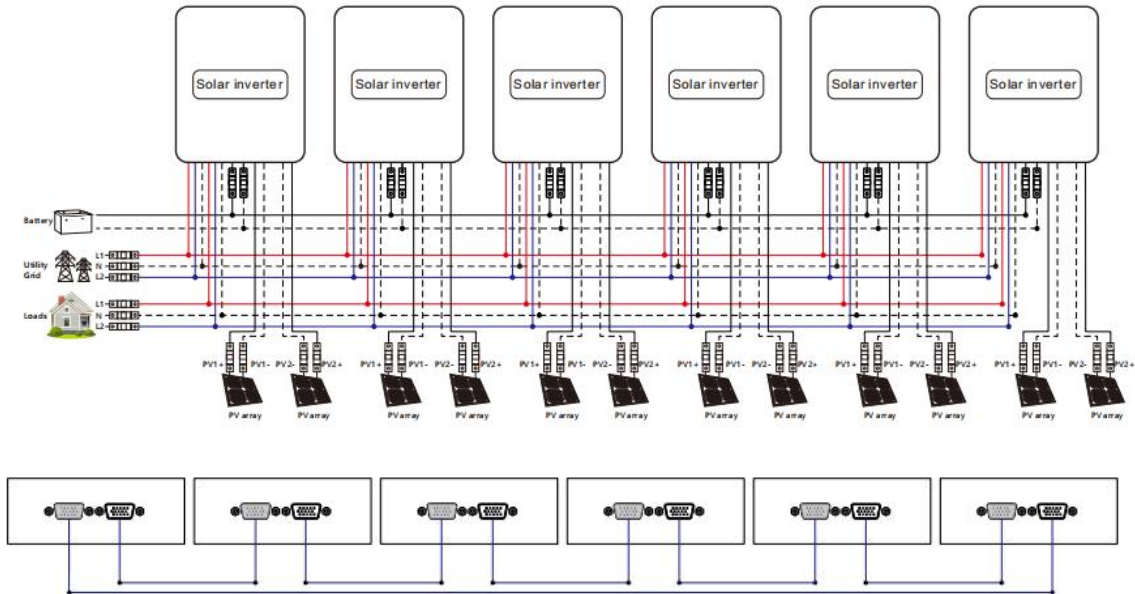 Solar inverter Solar inverter Solar inverter Solar inverter Solar inverter Solar inverter
Battery
Utility Grid
L1
N
L2
Loads
L1
N
L2
PV1+ PV1- PV2- PV2+ PV1+ PV1- PV2- PV2+ PV1+ PV1- PV2- PV2+ PV1+ PV1- PV2- PV2+ PV1+ PV1- PV2- PV2+ PV1+ PV1- PV2- PV2+
PV array PV array PV array PV array PV array PV array PV array PV array PV array PV array PV array PV array